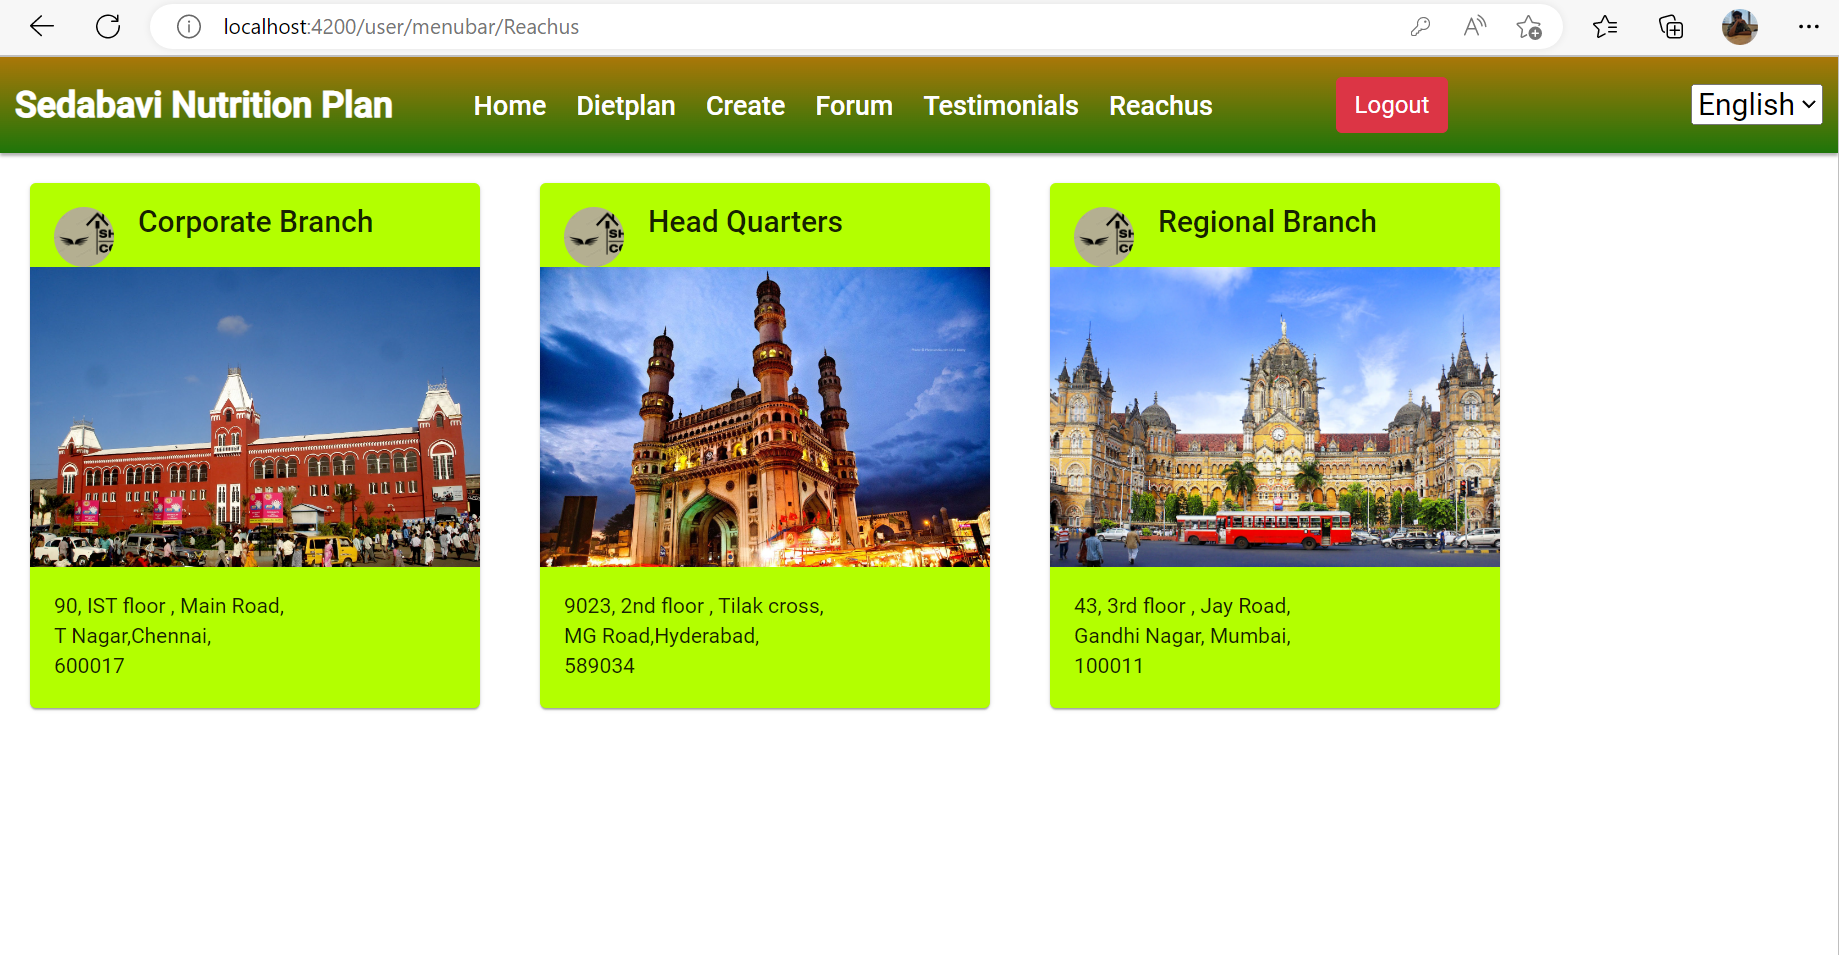 localhost:4200/user/menubar/Reachus
Sedabavi Nutrition Plan
Home Dietplan Create Forum Testimonials Reachus
Logout
English
Corporate Branch
90, IST floor , Main Road,
T Nagar,Chennai,
600017
Head Quarters
9023, 2nd floor , Tilak cross,
MG Road,Hyderabad,
589034
Regional Branch
43, 3rd floor , Jay Road,
Gandhi Nagar, Mumbai,
100011